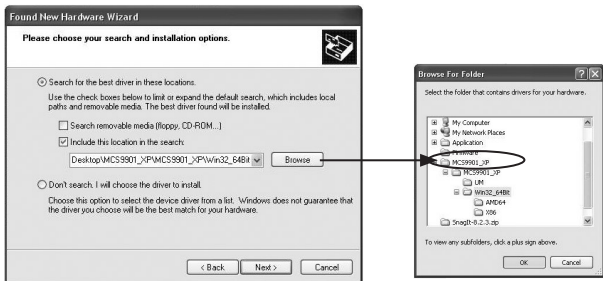 Found New Hardware Wizard
Please choose your search and installation options.
Search for the best driver in these locations.
Use the check boxes below to limit or expand the default search, which includes local
paths and removable media. The best driver found will be installed.
Search removable media (floppy, CD-ROM...)
Include this location in the search:
Desktop\MCS9901_XP\MCS9901_XP\Win32_64Bit
Browse
Don't search. I will choose the driver to install.
Choose this option to select the device driver from a list. Windows does not guarantee that
the driver you choose will be the best match for your hardware.
< Back
Next >
Cancel
Browse For Folder
Select the folder that contains drivers for your hardware.
My Computer
My Network Places
Application
Firmware
MCS9901_XP
MCS9901_XP
UM
Win32_64Bit
AMD64
X86
SnagIt-8.2.3.zip
To view any subfolders, click a plus sign above.
OK
Cancel